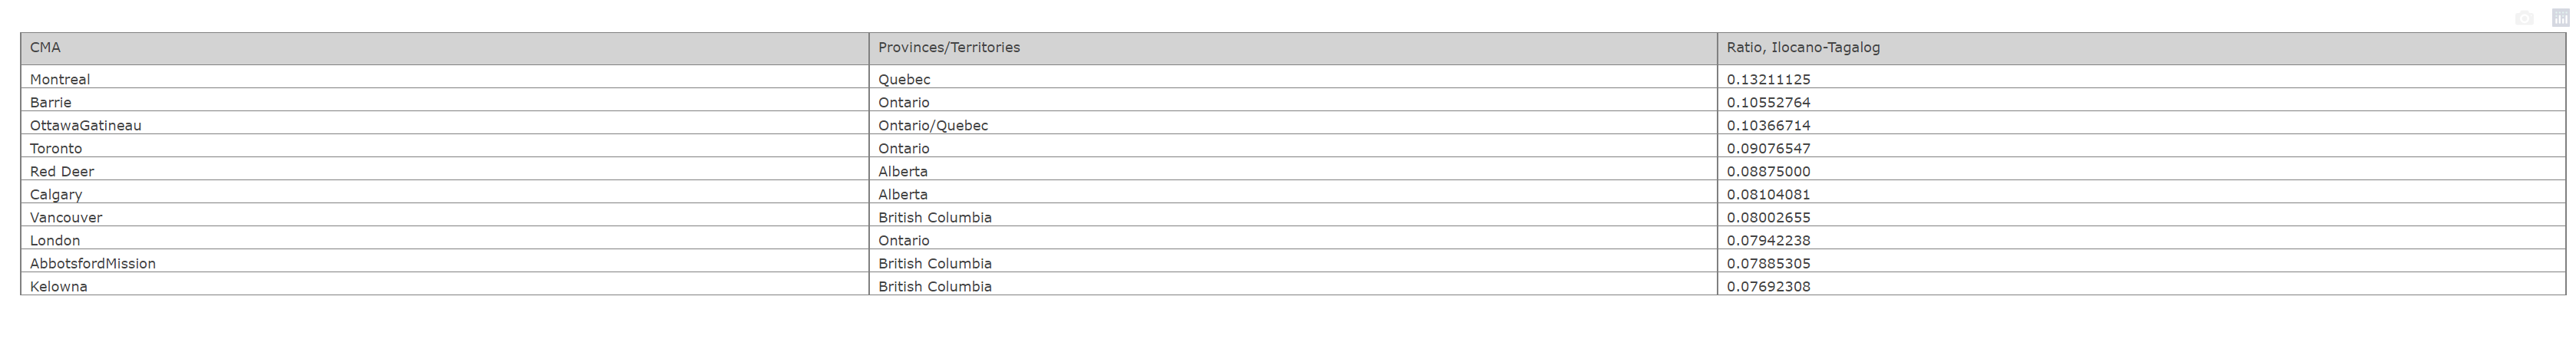 CMA Provinces/Territories Ratio, Ilocano-Tagalog
Montreal Quebec 0.13211125
Barrie Ontario 0.10552764
OttawaGatineau Ontario/Quebec 0.10366714
Toronto Ontario 0.09076547
Red Deer Alberta 0.08875000
Calgary Alberta 0.08104081
Vancouver British Columbia 0.08002655
London Ontario 0.07942238
AbbotsfordMission British Columbia 0.07885305
Kelowna British Columbia 0.07692308